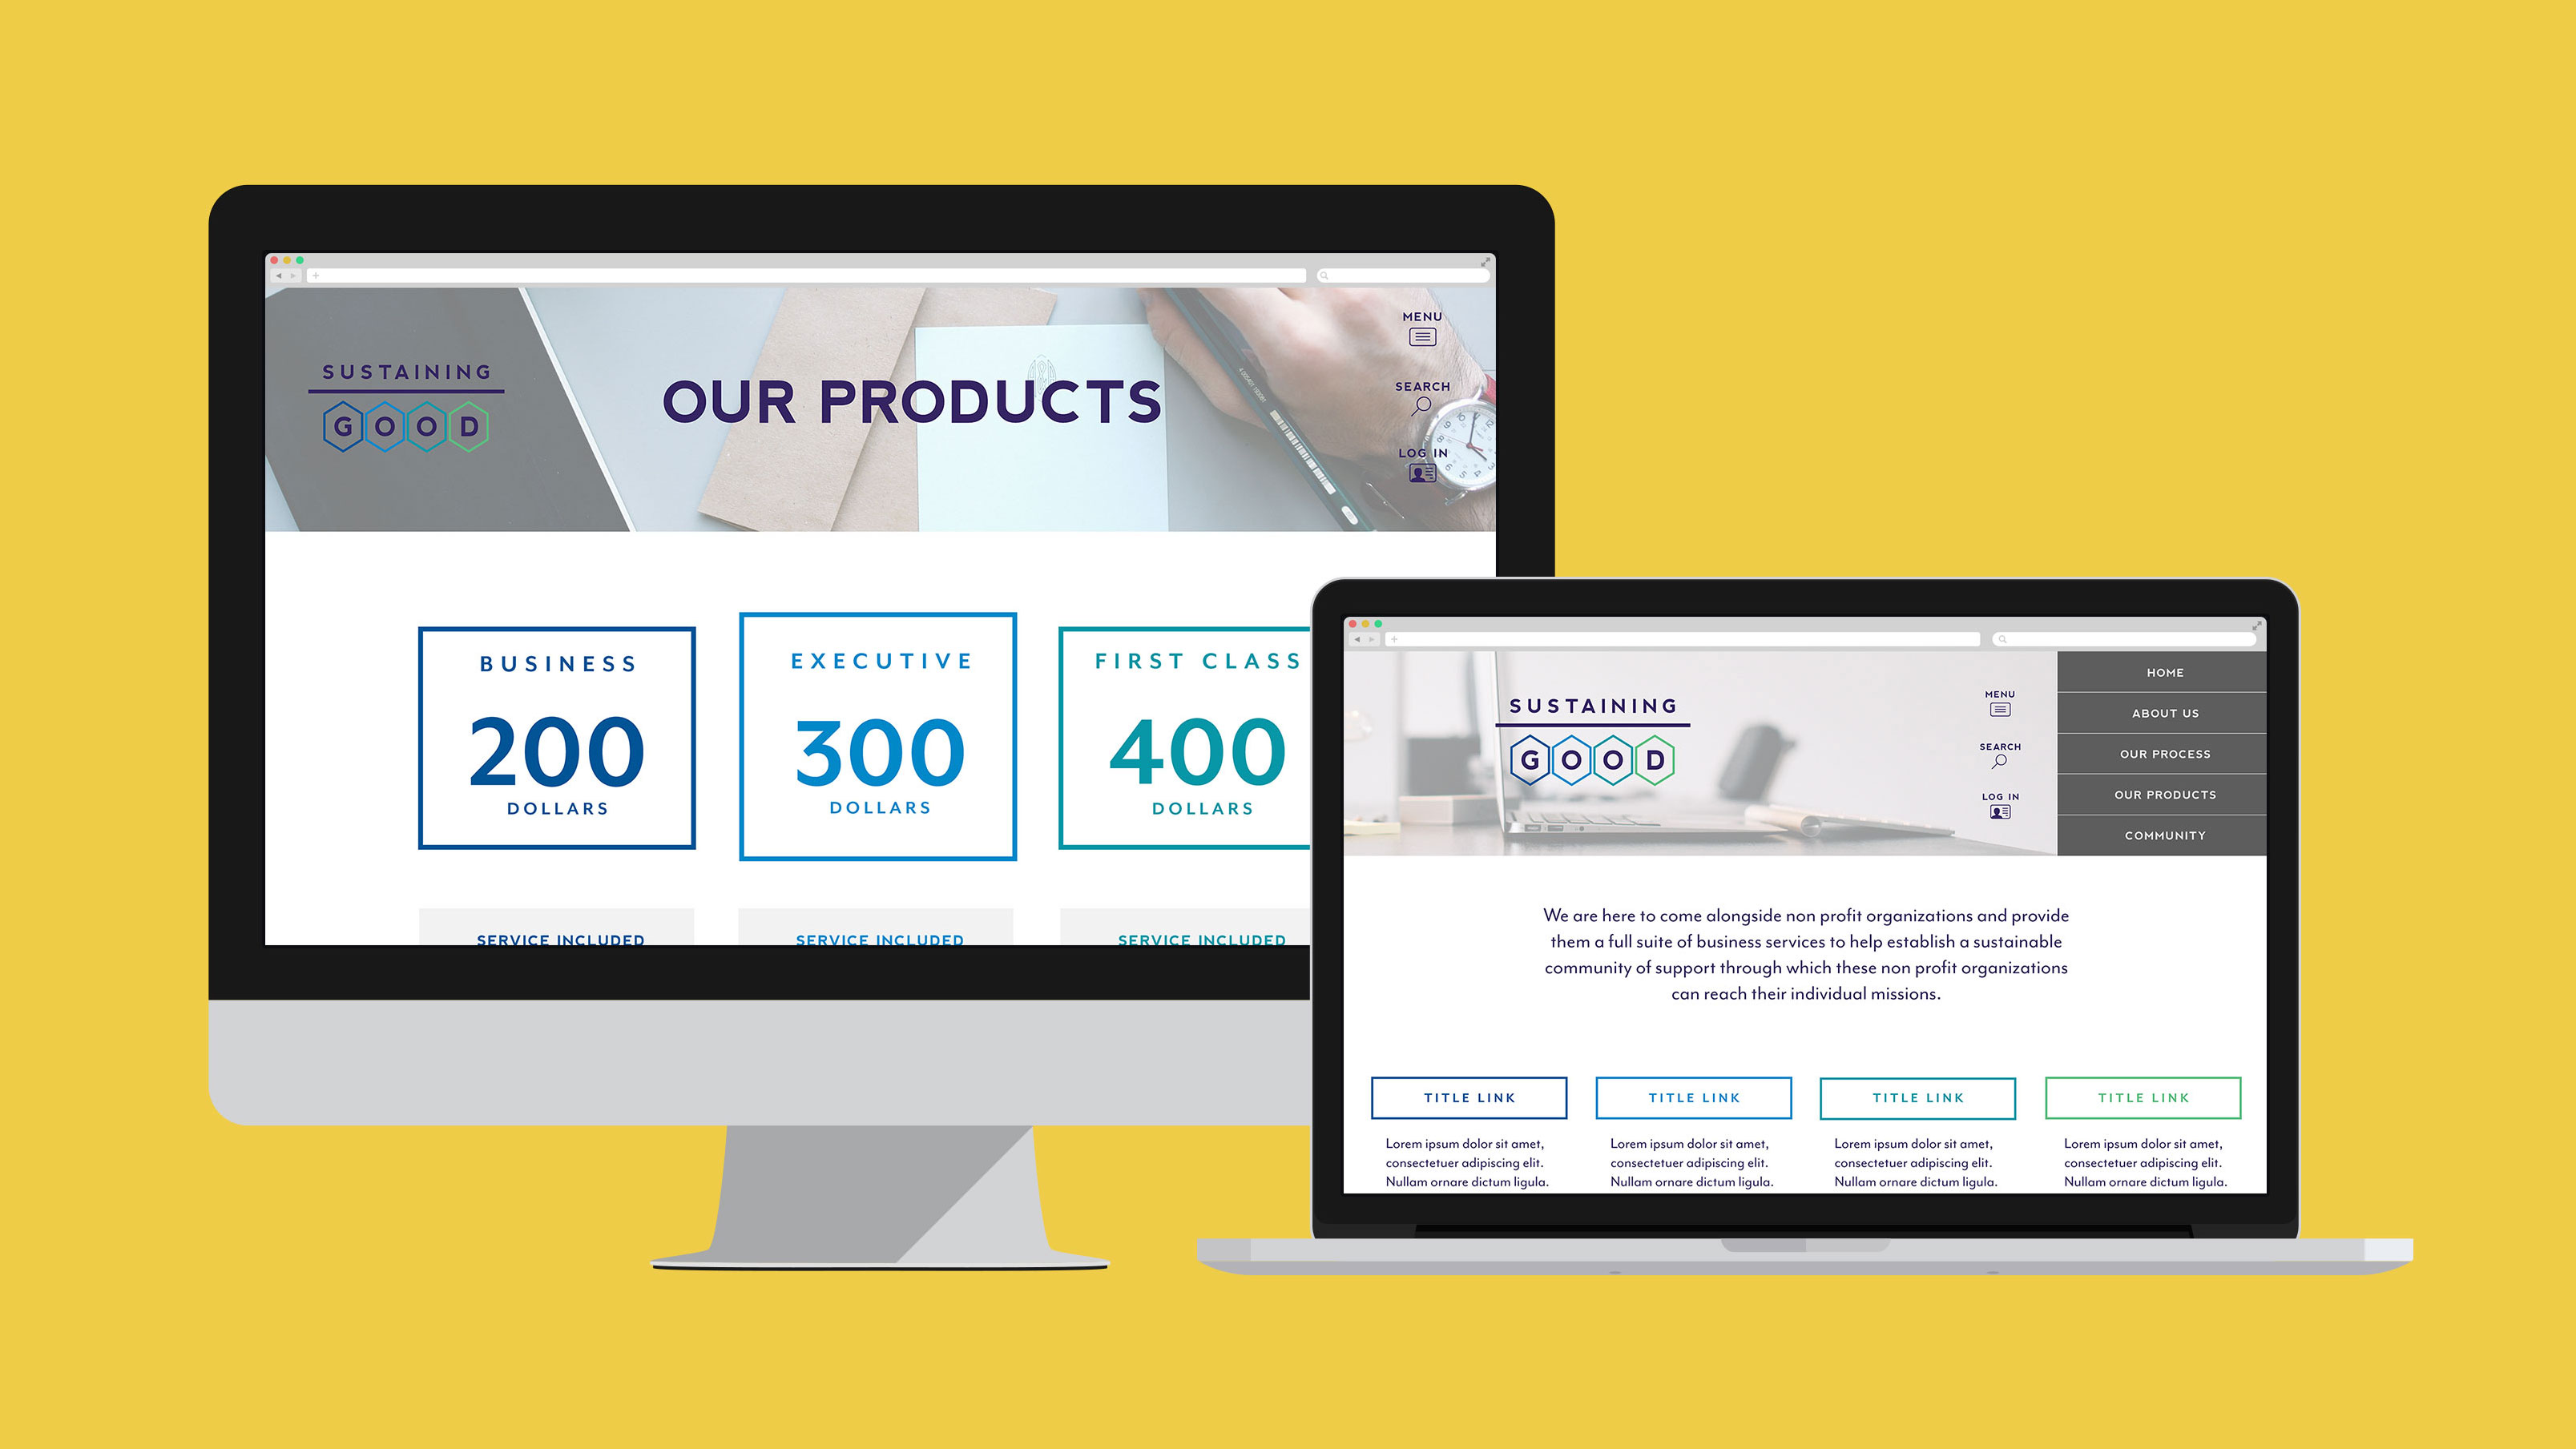 SUSTAINING
GOOD
OUR PRODUCTS
MENU
SEARCH
LOG IN
BUSINESS
200
DOLLARS
EXECUTIVE
300
DOLLARS
FIRST CLASS
400
DOLLARS
SERVICE INCLUDED
SERVICE INCLUDED
SERVICE INCLUDED
SUSTAINING
GOOD
MENU
SEARCH
LOG IN
HOME
ABOUT US
OUR PROCESS
OUR PRODUCTS
COMMUNITY
We are here to come alongside non profit organizations and provide
them a full suite of business services to help establish a sustainable
community of support through which these non profit organizations
can reach their individual missions.
TITLE LINK
Lorem ipsum dolor sit amet,
consectetuer adipiscing elit.
Nullam ornare dictum ligula.
TITLE LINK
Lorem ipsum dolor sit amet,
consectetuer adipiscing elit.
Nullam ornare dictum ligula.
TITLE LINK
Lorem ipsum dolor sit amet,
consectetuer adipiscing elit.
Nullam ornare dictum ligula.
TITLE LINK
Lorem ipsum dolor sit amet,
consectetuer adipiscing elit.
Nullam ornare dictum ligula.